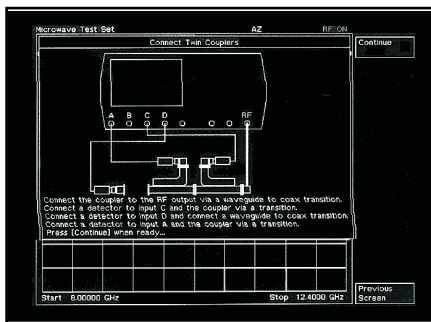 Microwave Test Set AZ RF ON
Connect Twin Couplers
Continue
A B C D RF
Connect the coupler to the RF output via a waveguide to coax transition.
Connect a detector to input C and the coupler via a transition.
Connect a detector to input D and connect a waveguide to coax transition.
Connect a detector to input A and the coupler via a transition.
Press [Continue] when ready...
Previous
Screen
Start 8.00000 GHz Stop 12.4000 GHz